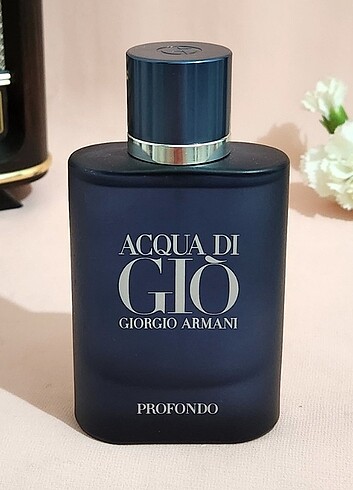 ACQUA DI
GIÒ
GIORGIO ARMANI
PROFONDO